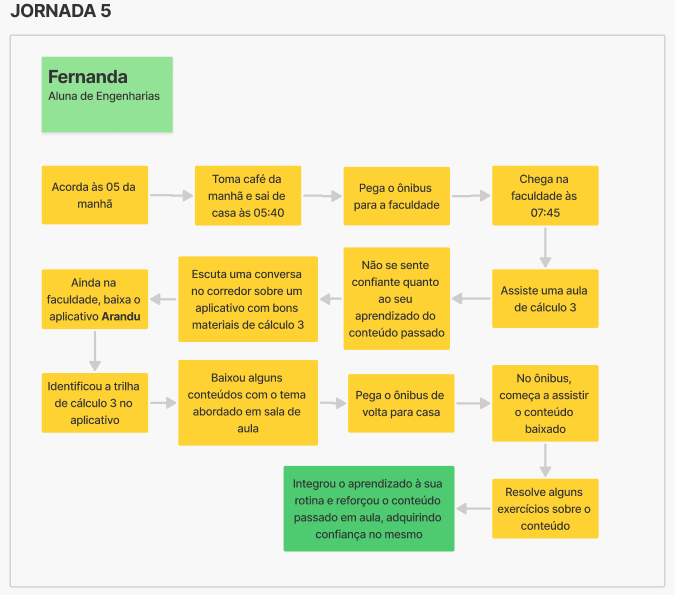 JORNADA 5
Fernanda
Aluna de Engenharias
Acorda às 05 da
manhã
Toma café da
manhã e sai de
casa às 05:40
Pega o ônibus
para a faculdade
Chega na
faculdade às
07:45
Assiste uma aula
de cálculo 3
Não se sente
confiante quanto
ao seu
aprendizado do
conteúdo passado
Escuta uma conversa
no corredor sobre um
aplicativo com bons
materiais de cálculo 3
Ainda na
faculdade, baixa o
aplicativo Arandu
Identificou a trilha
de cálculo 3 no
aplicativo
Baixou alguns
conteúdos com o tema
abordado em sala de
aula
Pega o ônibus de
volta para casa
No ônibus,
começa a assistir
o conteúdo
baixado
Resolve alguns
exercícios sobre o
conteúdo
Integrou o aprendizado à sua
rotina e reforçou o conteúdo
passado em aula, adquirindo
confiança no mesmo